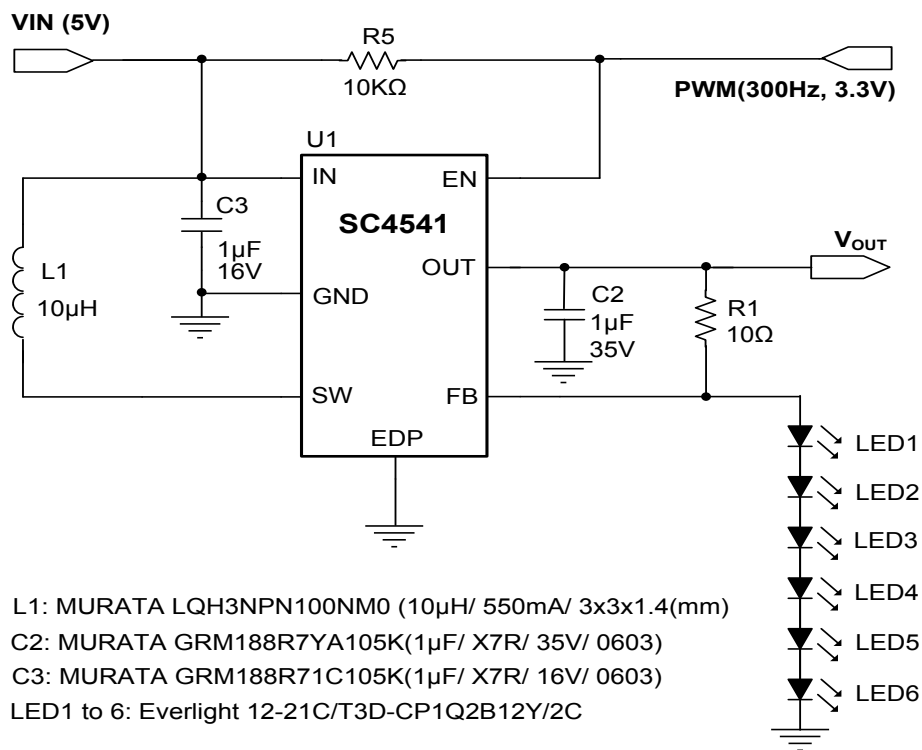 VIN (5V)
R5
10KΩ
PWM(300Hz, 3.3V)
U1
IN
EN
C3
1µF
16V
SC4541
VOUT
L1
10µH
OUT
GND
C2
1µF
35V
R1
10Ω
SW
FB
EDP
LED1
LED2
LED3
LED4
LED5
LED6
L1: MURATA LQH3NPN100NM0 (10µH/ 550mA/ 3x3x1.4(mm)
C2: MURATA GRM188R7YA105K(1µF/ X7R/ 35V/ 0603)
C3: MURATA GRM188R71C105K(1µF/ X7R/ 16V/ 0603)
LED1 to 6: Everlight 12-21C/T3D-CP1Q2B12Y/2C